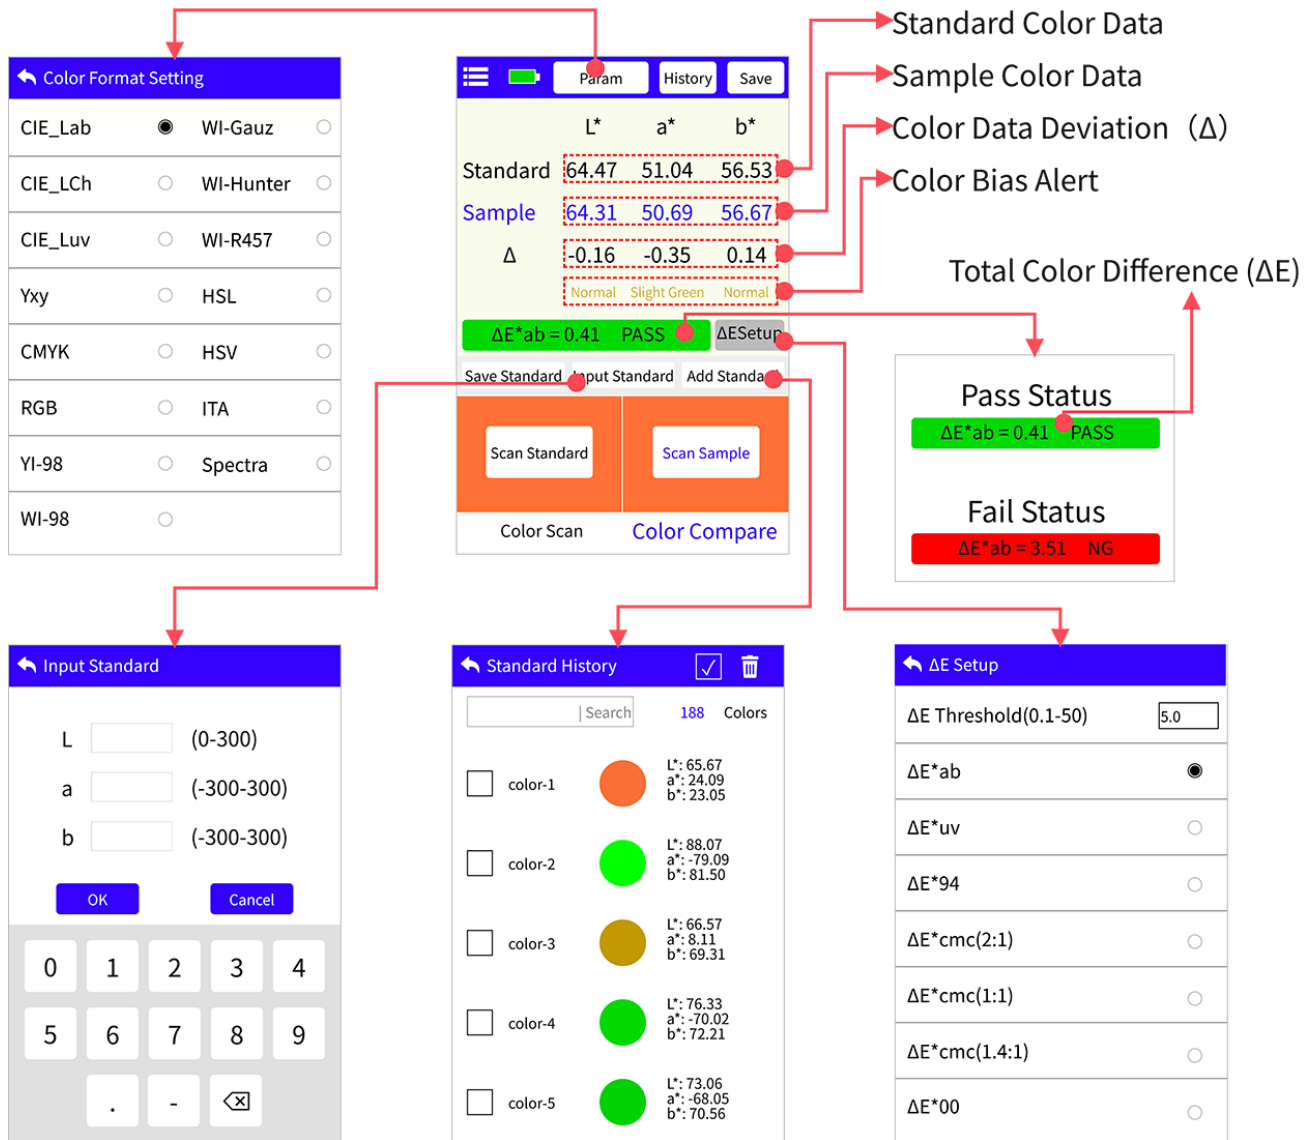 Standard Color Data
Sample Color Data
Color Data Deviation（Δ）
Color Bias Alert
Total Color Difference (ΔE)
Color Format Setting
CIE_Lab WI-Gauz
CIE_LCh WI-Hunter
CIE_Luv WI-R457
Yxy HSL
CMYK HSV
RGB ITA
YI-98 Spectra
WI-98
Param History Save
L* a* b*
Standard 64.47 51.04 56.53
Sample 64.31 50.69 56.67
Δ -0.16 -0.35 0.14
Normal Slight Green Normal
ΔE*ab = 0.41 PASS ΔESetup
Save Standard Input Standard Add Standard
Scan Standard Scan Sample
Color Scan Color Compare
Pass Status
ΔE*ab = 0.41 PASS
Fail Status
ΔE*ab = 3.51 NG
Input Standard
L (0-300)
a (-300-300)
b (-300-300)
OK Cancel
0 1 2 3 4
5 6 7 8 9
. -
Standard History
| Search 188 Colors
color-1
L*: 65.67
a*: 24.09
b*: 23.05
color-2
L*: 88.07
a*: -79.09
b*: 81.50
color-3
L*: 66.57
a*: 8.11
b*: 69.31
color-4
L*: 76.33
a*: -70.02
b*: 72.21
color-5
L*: 73.06
a*: -68.05
b*: 70.56
ΔE Setup
ΔE Threshold(0.1-50) 5.0
ΔE*ab
ΔE*uv
ΔE*94
ΔE*cmc(2:1)
ΔE*cmc(1:1)
ΔE*cmc(1.4:1)
ΔE*00